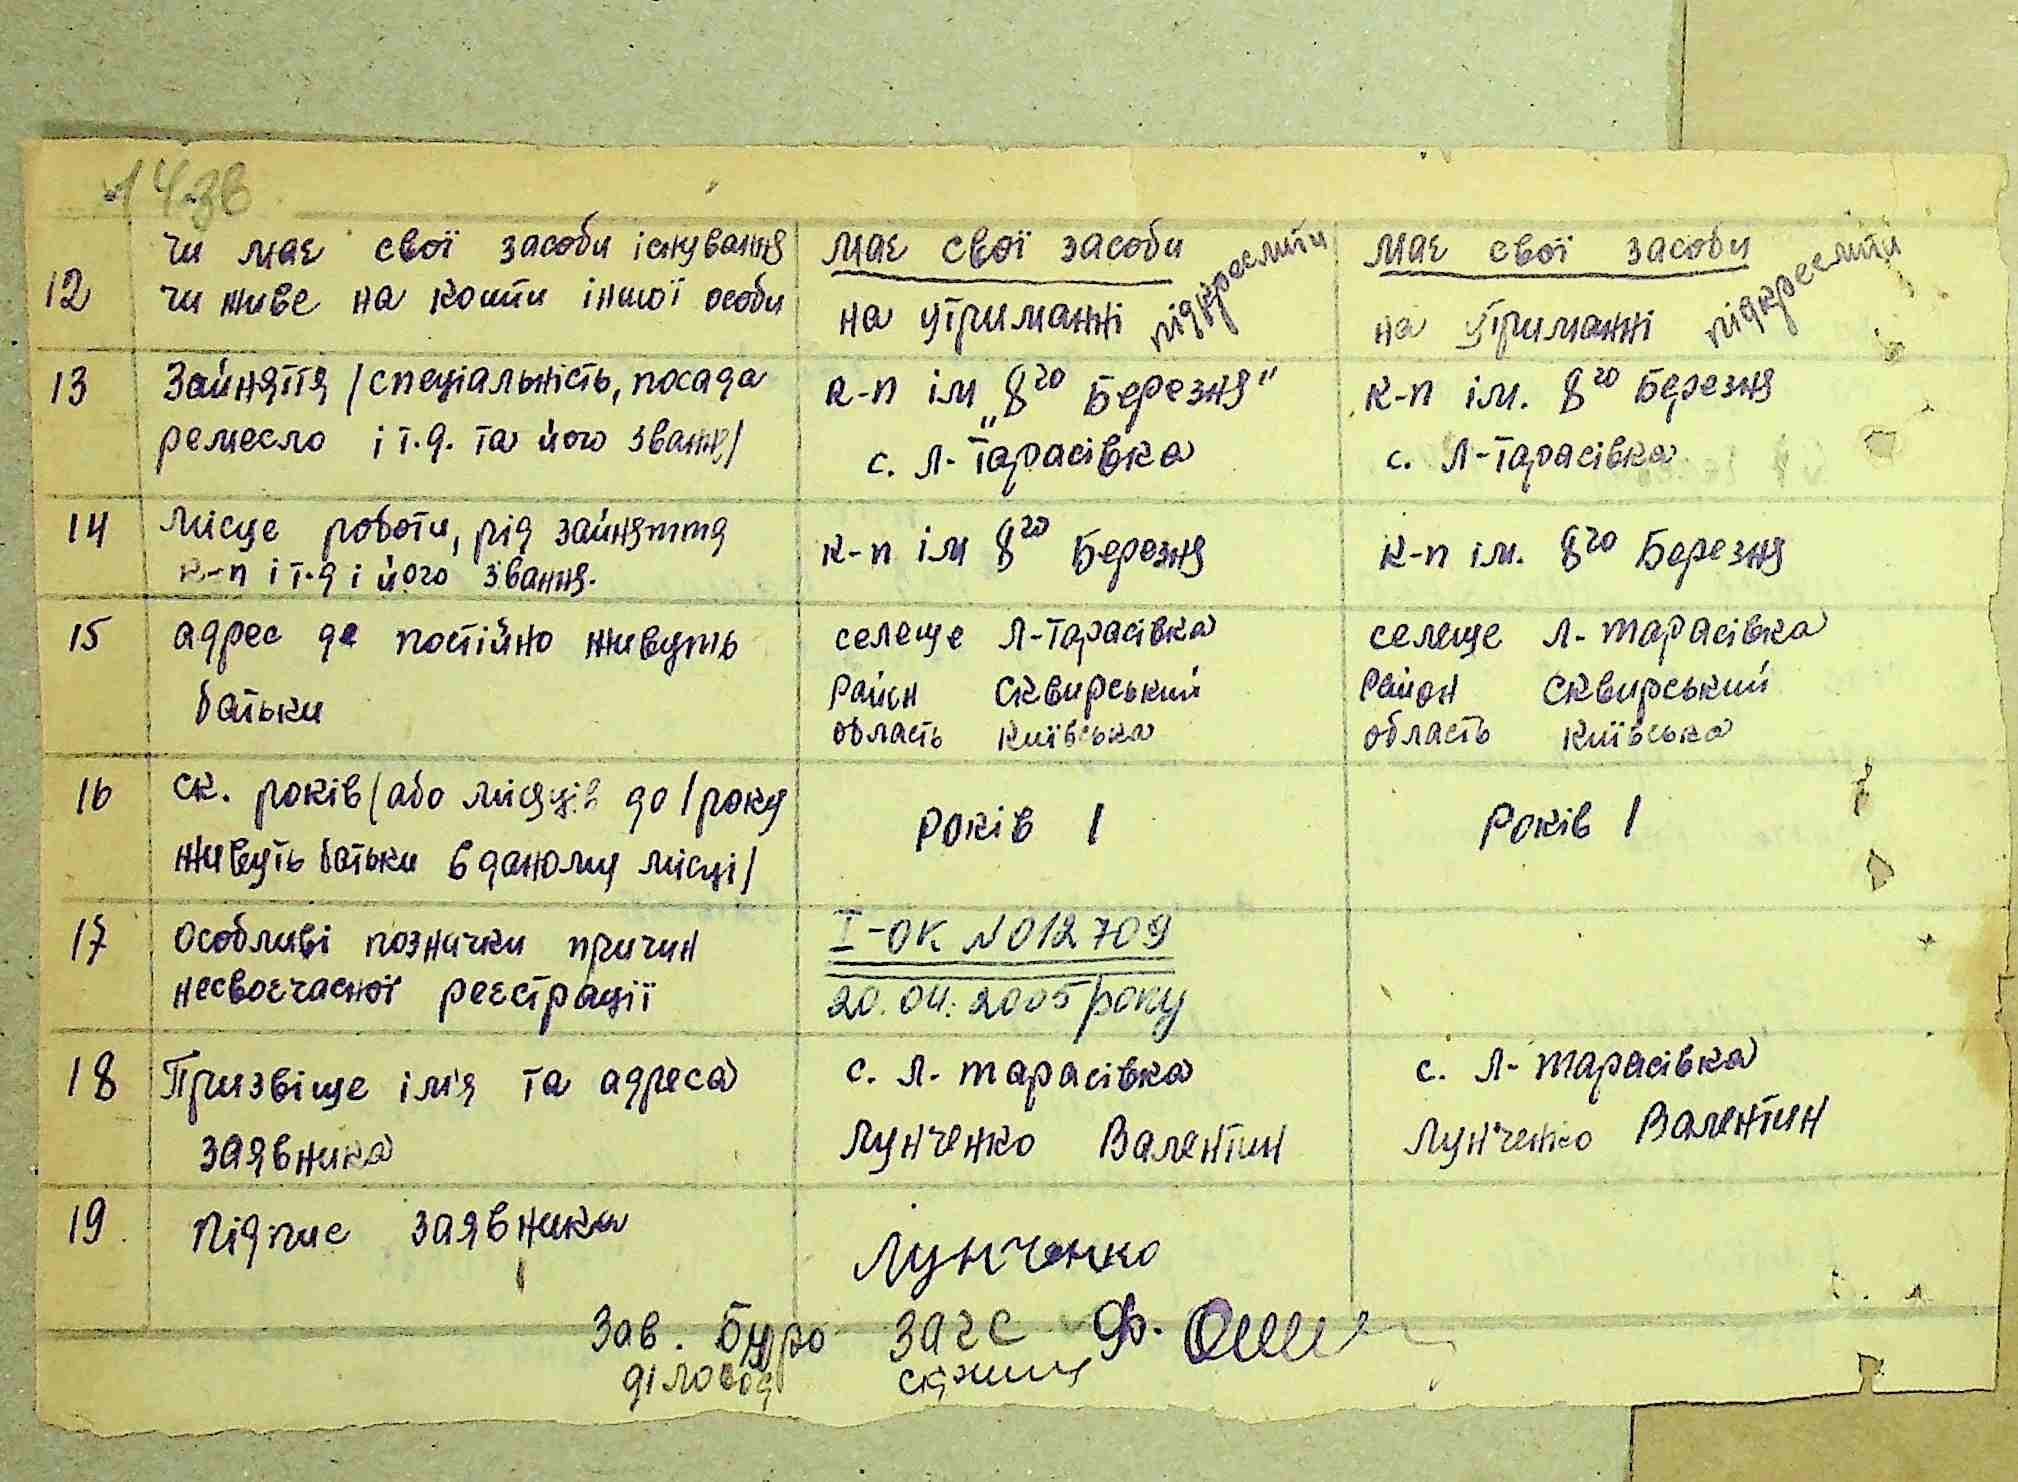 14зв
12 чи має свої засоби існування має свої засоби підкреслити має свої засоби підкреслити
чи живе на кошти іншої особи на утриманні на утриманні
13 Зайняття /спеціальність, посада к-п ім „8го Березня" к-п ім. 8го Березня
ремесло і т.д. та його званє/ с. Л-Тарасівка с. Л-Тарасівка
14 місце роботи, рід зайняття к-п ім 8го Березня к-п ім. 8го Березня
к-п і т.д і його звання.
15 адрес де постійно живуть селеще Л-Тарасівка селеще Л-тарасівка
батьки Район Сквирський Район Сквирський
область київська область київська
16 ск. років /або місяців до 1 року Років 1 Років 1
живуть батьки в даному місці/
17 особливі позначки причин І-ОК №012709
несвоєчасної реєстрації 20.04.2005 року
18 Призвіще ім'я та адреса с. Л-тарасівка с. Л-тарасівка
заявника Лунченко Валентин Лунченко Валентин
19. підпис заявника Лунченко
Зав. Бюро ЗАГС Ф.
діловод